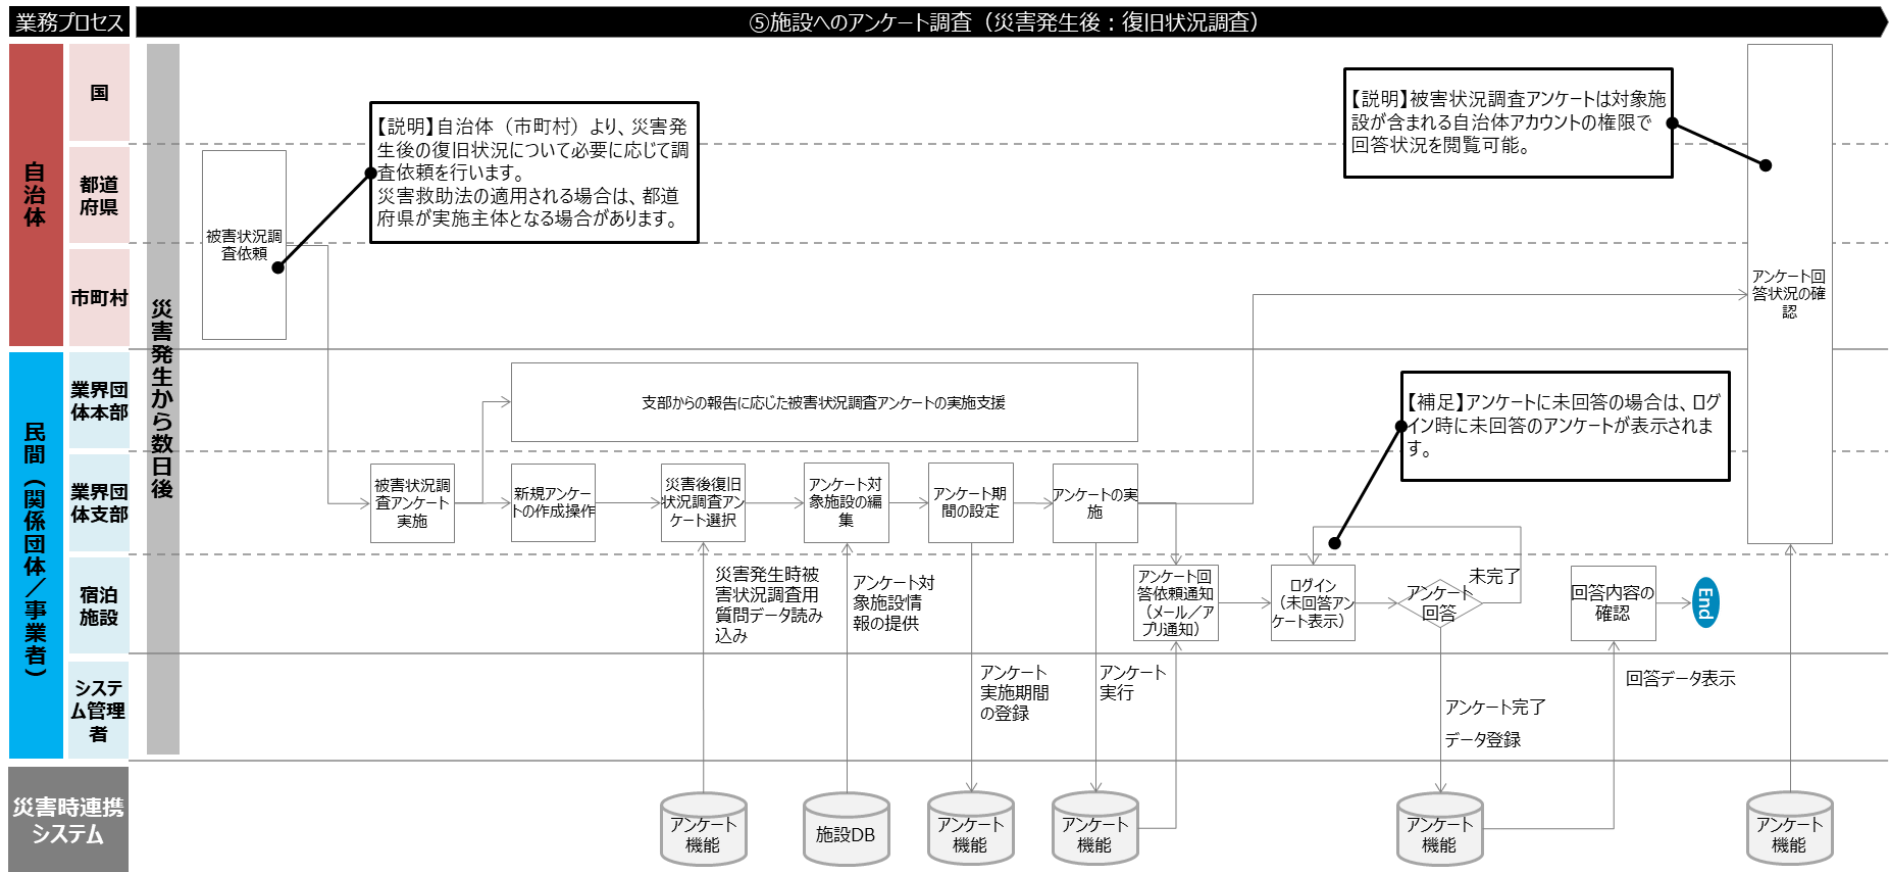 業務プロセス
⑤施設へのアンケート調査（災害発生後：復旧状況調査）
自治体
国
都道
府県
市町村
民間（関係団体／事業者）
業界団
体本部
業界団
体支部
宿泊
施設
システ
ム管理
者
災害時連携
システム
災害発生から数日後
被害状況調
査依頼
【説明】自治体（市町村）より、災害発
生後の復旧状況について必要に応じて調
査依頼を行います。
災害救助法の適用される場合は、都道
府県が実施主体となる場合があります。
【説明】被害状況調査アンケートは対象施
設が含まれる自治体アカウントの権限で
回答状況を閲覧可能。
アンケート回
答状況の確
認
支部からの報告に応じた被害状況調査アンケートの実施支援
【補足】アンケートに未回答の場合は、ログ
イン時に未回答のアンケートが表示されま
す。
被害状況調
査アンケート
実施
新規アンケー
トの作成操作
災害後復旧
状況調査アン
ケート選択
アンケート対
象施設の編
集
アンケート期
間の設定
アンケートの実
施
災害発生時被
害状況調査用
質問データ読み
込み
アンケート対
象施設情
報の提供
アンケート回
答依頼通知
（メール／ア
プリ通知）
ログイン
（未回答アン
ケート表示）
アンケート
回答
未完了
回答内容の
確認
End
アンケート
実施期間
の登録
アンケート
実行
アンケート完了
データ登録
回答データ表示
アンケート
機能
施設DB
アンケート
機能
アンケート
機能
アンケート
機能
アンケート
機能